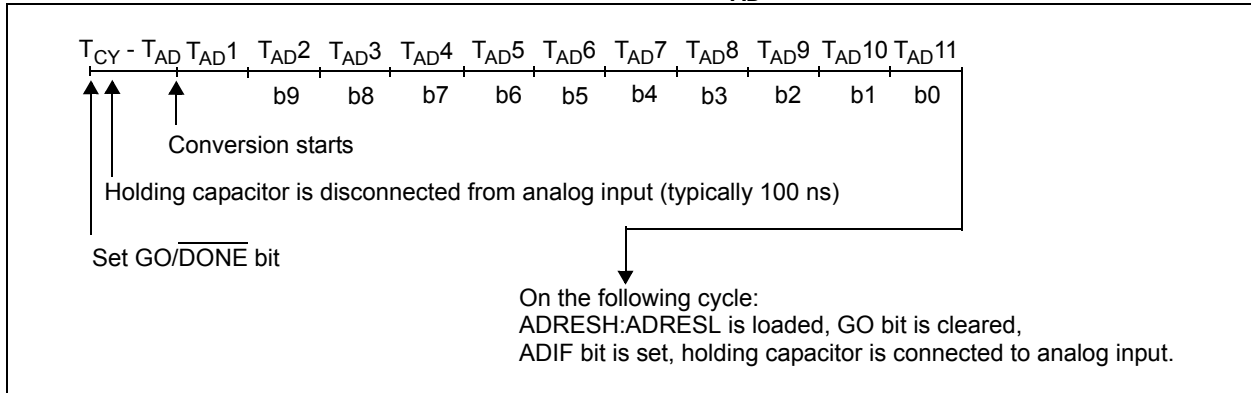 AD
TCY - TAD TAD1 TAD2 TAD3 TAD4 TAD5 TAD6 TAD7 TAD8 TAD9 TAD10 TAD11
b9 b8 b7 b6 b5 b4 b3 b2 b1 b0
Conversion starts
Holding capacitor is disconnected from analog input (typically 100 ns)
Set GO/DONE bit
On the following cycle:
ADRESH:ADRESL is loaded, GO bit is cleared,
ADIF bit is set, holding capacitor is connected to analog input.